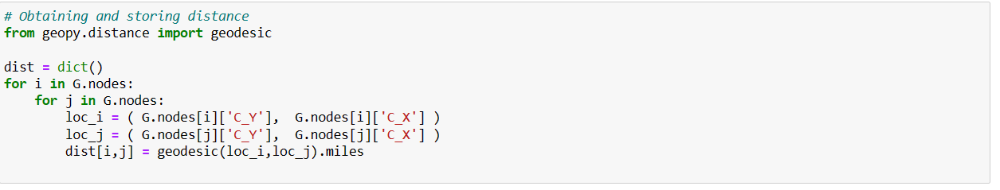 # Obtaining and storing distance
from geopy.distance import geodesic
dist = dict()
for i in G.nodes:
    for j in G.nodes:
        loc_i = ( G.nodes[i]['C_Y'],  G.nodes[i]['C_X'] )
        loc_j = ( G.nodes[j]['C_Y'],  G.nodes[j]['C_X'] )
        dist[i,j] = geodesic(loc_i,loc_j).miles